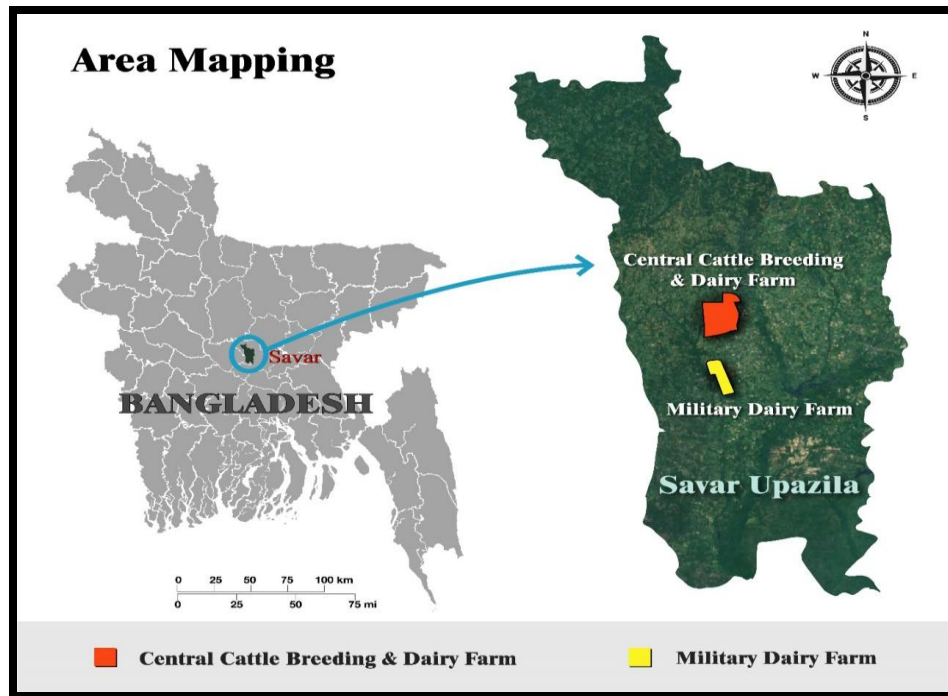 Area Mapping
N
W
E
S
Central Cattle Breeding
& Dairy Farm
Savar
BANGLADESH
Military Dairy Farm
Savar Upazila
0 25 50 75 100 km
0 25 50 75 mi
Central Cattle Breeding & Dairy Farm
Military Dairy Farm